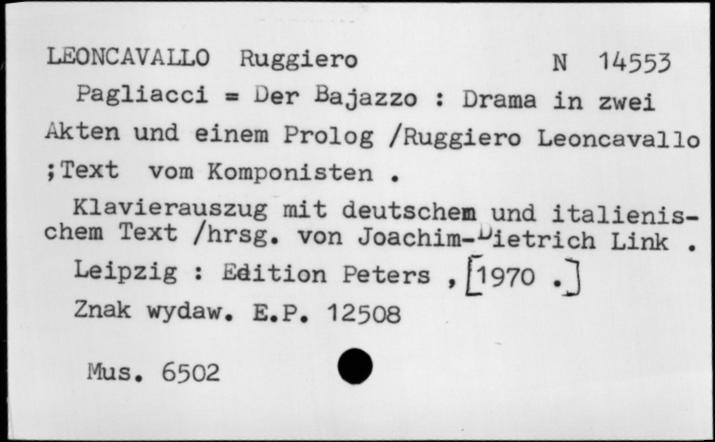 LEONCAVALLO Ruggiero N 14553
Pagliacci = Der Bajazzo : Drama in zwei
Akten und einem Prolog /Ruggiero Leoncavallo
;Text vom Komponisten .
Klavierauszug mit deutschem und italienis-
chem Text /hrsg. von Joachim-Dietrich Link .
Leipzig : Edition Peters ,[1970 .]
Znak wydaw. E.P. 12508
Mus. 6502